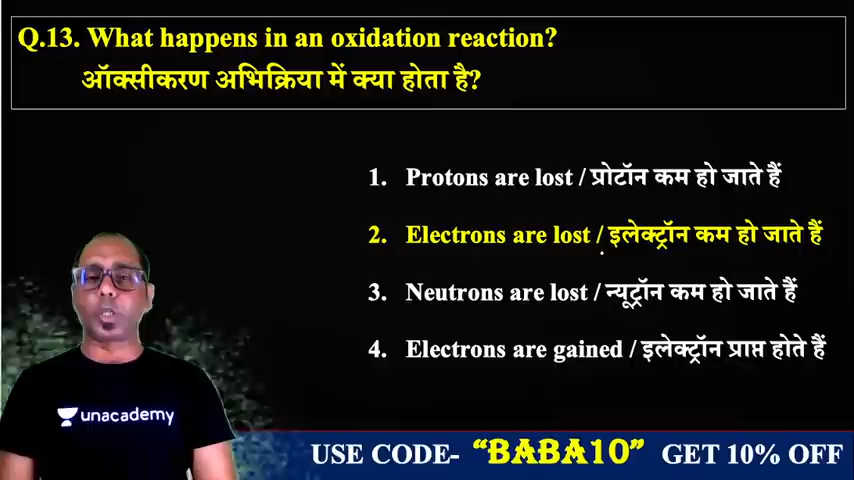 Q.13. What happens in an oxidation reaction?
ऑक्सीकरण अभिक्रिया में क्या होता है?
1. Protons are lost / प्रोटॉन कम हो जाते हैं
2. Electrons are lost / इलेक्ट्रॉन कम हो जाते हैं
3. Neutrons are lost / न्यूट्रॉन कम हो जाते हैं
4. Electrons are gained / इलेक्ट्रॉन प्राप्त होते हैं
unacademy
USE CODE- “BABA10” GET 10% OFF